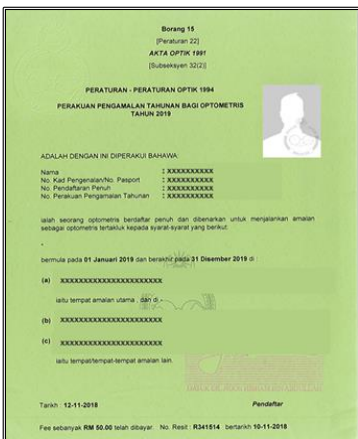 Borang 15
[Peraturan 22]
AKTA OPTIK 1991
[Subseksyen 32(2)]
PERATURAN - PERATURAN OPTIK 1994
PERAKUAN PENGAMALAN TAHUNAN BAGI OPTOMETRIS
TAHUN 2019
ADALAH DENGAN INI DIPERAKUI BAHAWA:
Nama : XXXXXXXXXX
No. Kad Pengenalan/No. Pasport : XXXXXXXXXX
No. Pendaftaran Penuh : XXXXXXXXXX
No. Perakuan Pengamalan Tahunan : XXXXXXXXXX
ialah seorang optometris berdaftar penuh dan dibenarkan untuk menjalankan amalan
sebagai optometris tertakluk kepada syarat-syarat yang berikut:
-
bermula pada 01 Januari 2019 dan berakhir pada 31 Disember 2019 di :
(a) XXXXXXXXXXXXXXXXXXXXXXX
iaitu tempat amalan utama , dan di -
(b) XXXXXXXXXXXXXXXXXXXXXXX
(c) XXXXXXXXXXXXXXXXXXXXXXX
iaitu tempat/tempat-tempat amalan lain.
Tarikh : 12-11-2018 Pendaftar
Fee sebanyak RM 50.00 telah dibayar. No. Resit : R341514 bertarikh 10-11-2018